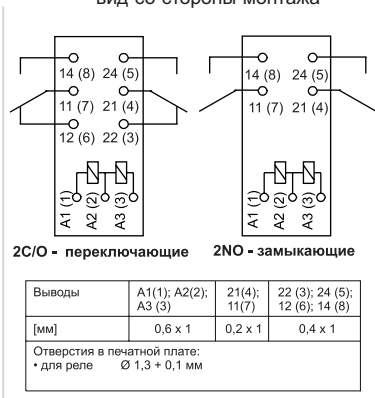 вид со стороны монтажа
14 (8) 24 (5)
11 (7) 21 (4)
12 (6) 22 (3)
A1 (1)
A2 (2)
A3 (3)
14 (8) 24 (5)
11 (7) 21 (4)
A1 (1)
A2 (2)
A3 (3)
2C/O - переключающие
2NO - замыкающие
Выводы A1(1); A2(2); 21(4); 22 (3); 24 (5);
A3 (3) 11(7) 12 (6); 14 (8)
[мм] 0,6 x 1 0,2 x 1 0,4 x 1
Отверстия в печатной плате:
• для реле Ø 1,3 + 0,1 мм